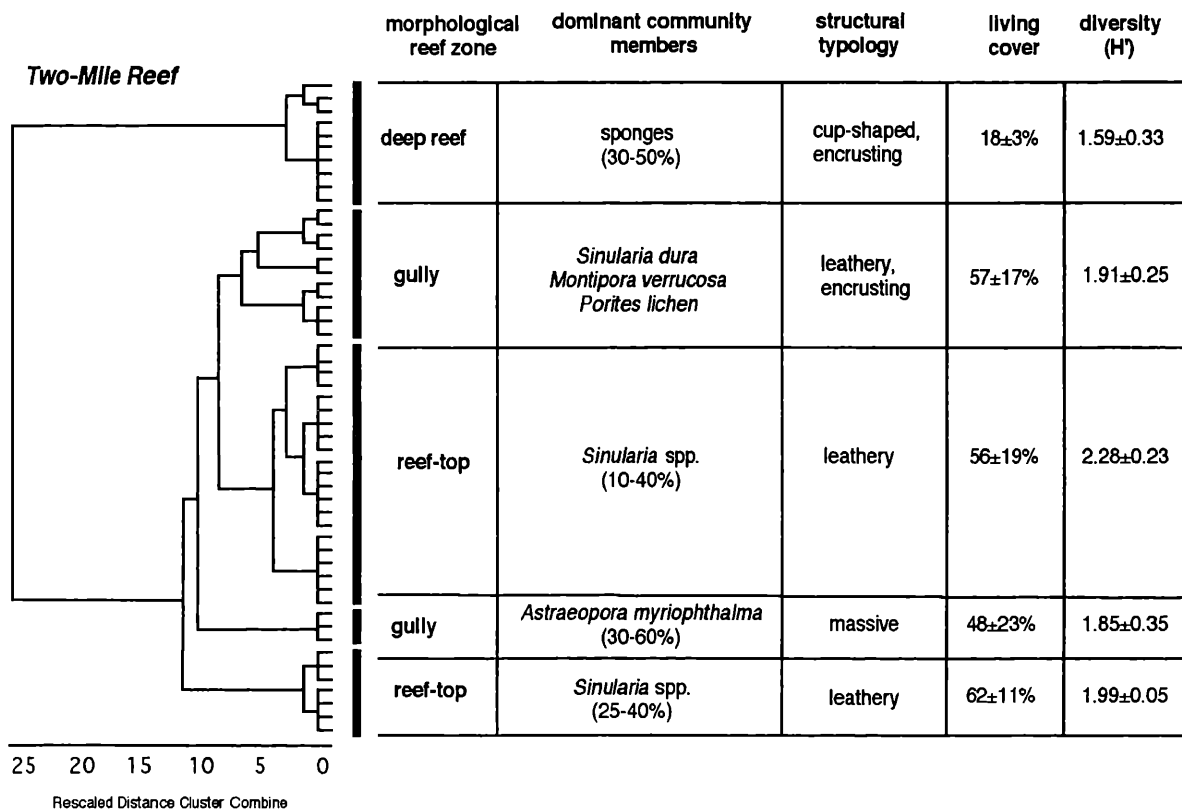 morphological reef zone
dominant community members
structural typology
living cover
diversity (H')
Two-Mile Reef
deep reef
sponges
(30-50%)
cup-shaped,
encrusting
18±3%
1.59±0.33
gully
Sinularia dura
Montipora verrucosa
Porites lichen
leathery,
encrusting
57±17%
1.91±0.25
reef-top
Sinularia spp.
(10-40%)
leathery
56±19%
2.28±0.23
gully
Astraeopora myriophthalma
(30-60%)
massive
48±23%
1.85±0.35
reef-top
Sinularia spp.
(25-40%)
leathery
62±11%
1.99±0.05
25 20 15 10 5 0
Rescaled Distance Cluster Combine